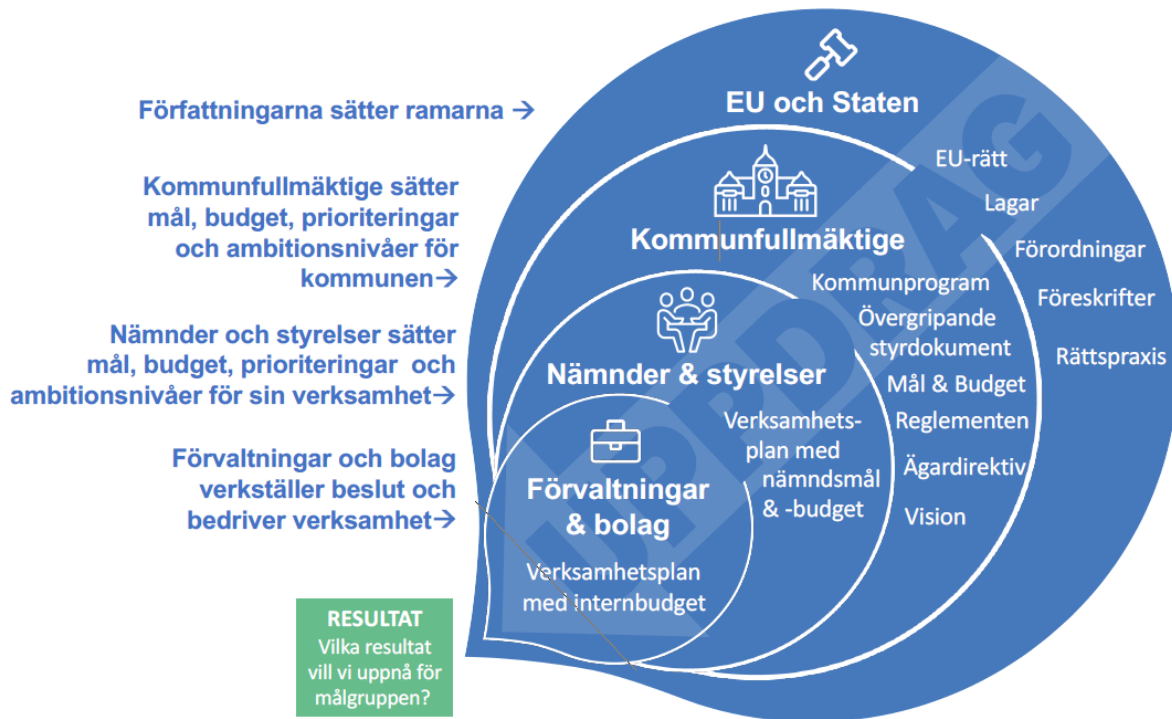 Författningarna sätter ramarna →
Kommunfullmäktige sätter
mål, budget, prioriteringar
och ambitionsnivåer för
kommunen→
Nämnder och styrelser sätter
mål, budget, prioriteringar och
ambitionsnivåer för sin verksamhet→
Förvaltningar och bolag
verkställer beslut och
bedriver verksamhet→
EU och Staten
EU-rätt
Lagar
Förordningar
Föreskrifter
Rättspraxis
Kommunfullmäktige
Kommunprogram
Övergripande
styrdokument
Mål & Budget
Reglementen
Ägardirektiv
Vision
Nämnder & styrelser
Verksamhets-
plan med
nämndsmål
& -budget
Förvaltningar
& bolag
Verksamhetsplan
med internbudget
UPPDRAG
RESULTAT
Vilka resultat
vill vi uppnå för
målgruppen?